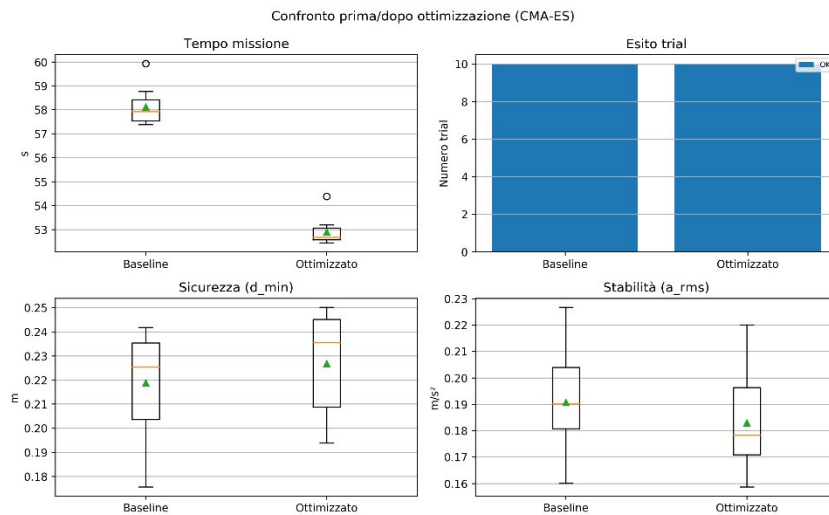 Confronto prima/dopo ottimizzazione (CMA-ES)
Tempo missione
60
59
58
57
56
55
54
53
s
Baseline
Ottimizzato
Esito trial
OK
10
8
6
4
2
0
Numero trial
Baseline
Ottimizzato
Sicurezza (d_min)
0.25
0.24
0.23
0.22
0.21
0.20
0.19
0.18
m
Baseline
Ottimizzato
Stabilità (a_rms)
0.23
0.22
0.21
0.20
0.19
0.18
0.17
0.16
m/s²
Baseline
Ottimizzato